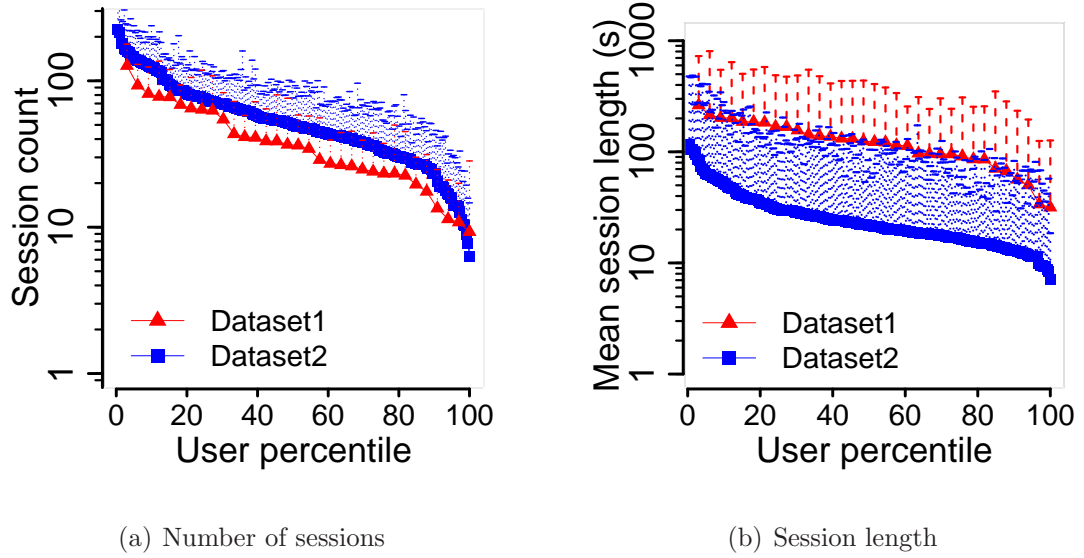 Session count
100
10
1
Dataset1
Dataset2
0 20 40 60 80 100
User percentile
(a) Number of sessions
Mean session length (s)
1000
100
10
1
Dataset1
Dataset2
0 20 40 60 80 100
User percentile
(b) Session length